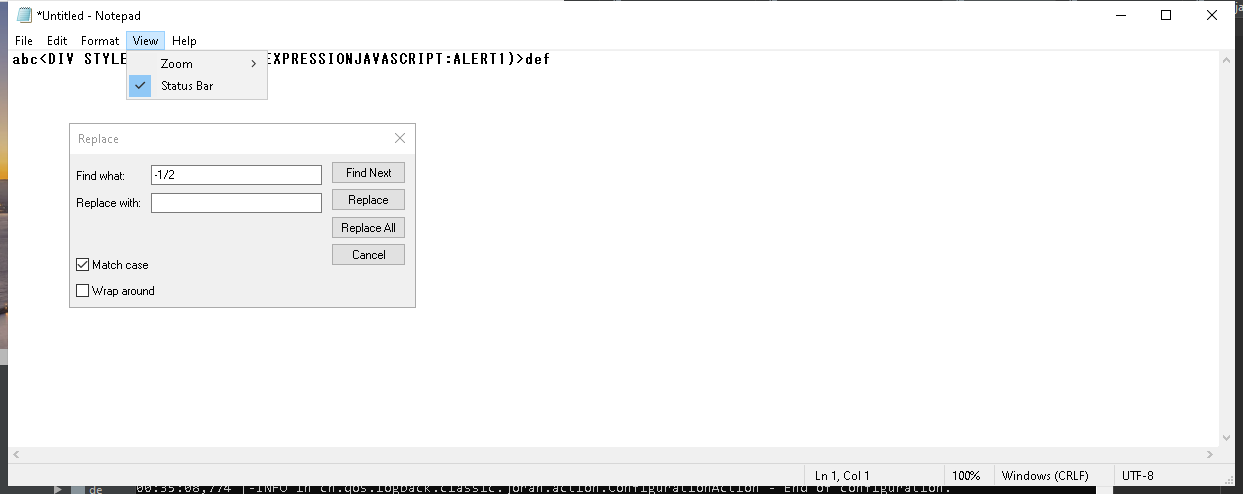 *Untitled - Notepad
File Edit Format View Help
abc<DIV STYLE EXPRESSIONJAVASCRIPT:ALERT1)>def
Zoom
Status Bar
Replace
Find what: -1/2 Find Next
Replace with: Replace
Replace All
Cancel
Match case
Wrap around
Ln 1, Col 1 100% Windows (CRLF) UTF-8
de 00:35:08,774 |-INFO in ch.qos.logback.classic.joran.action.ConfigurationAction - End of configuration.